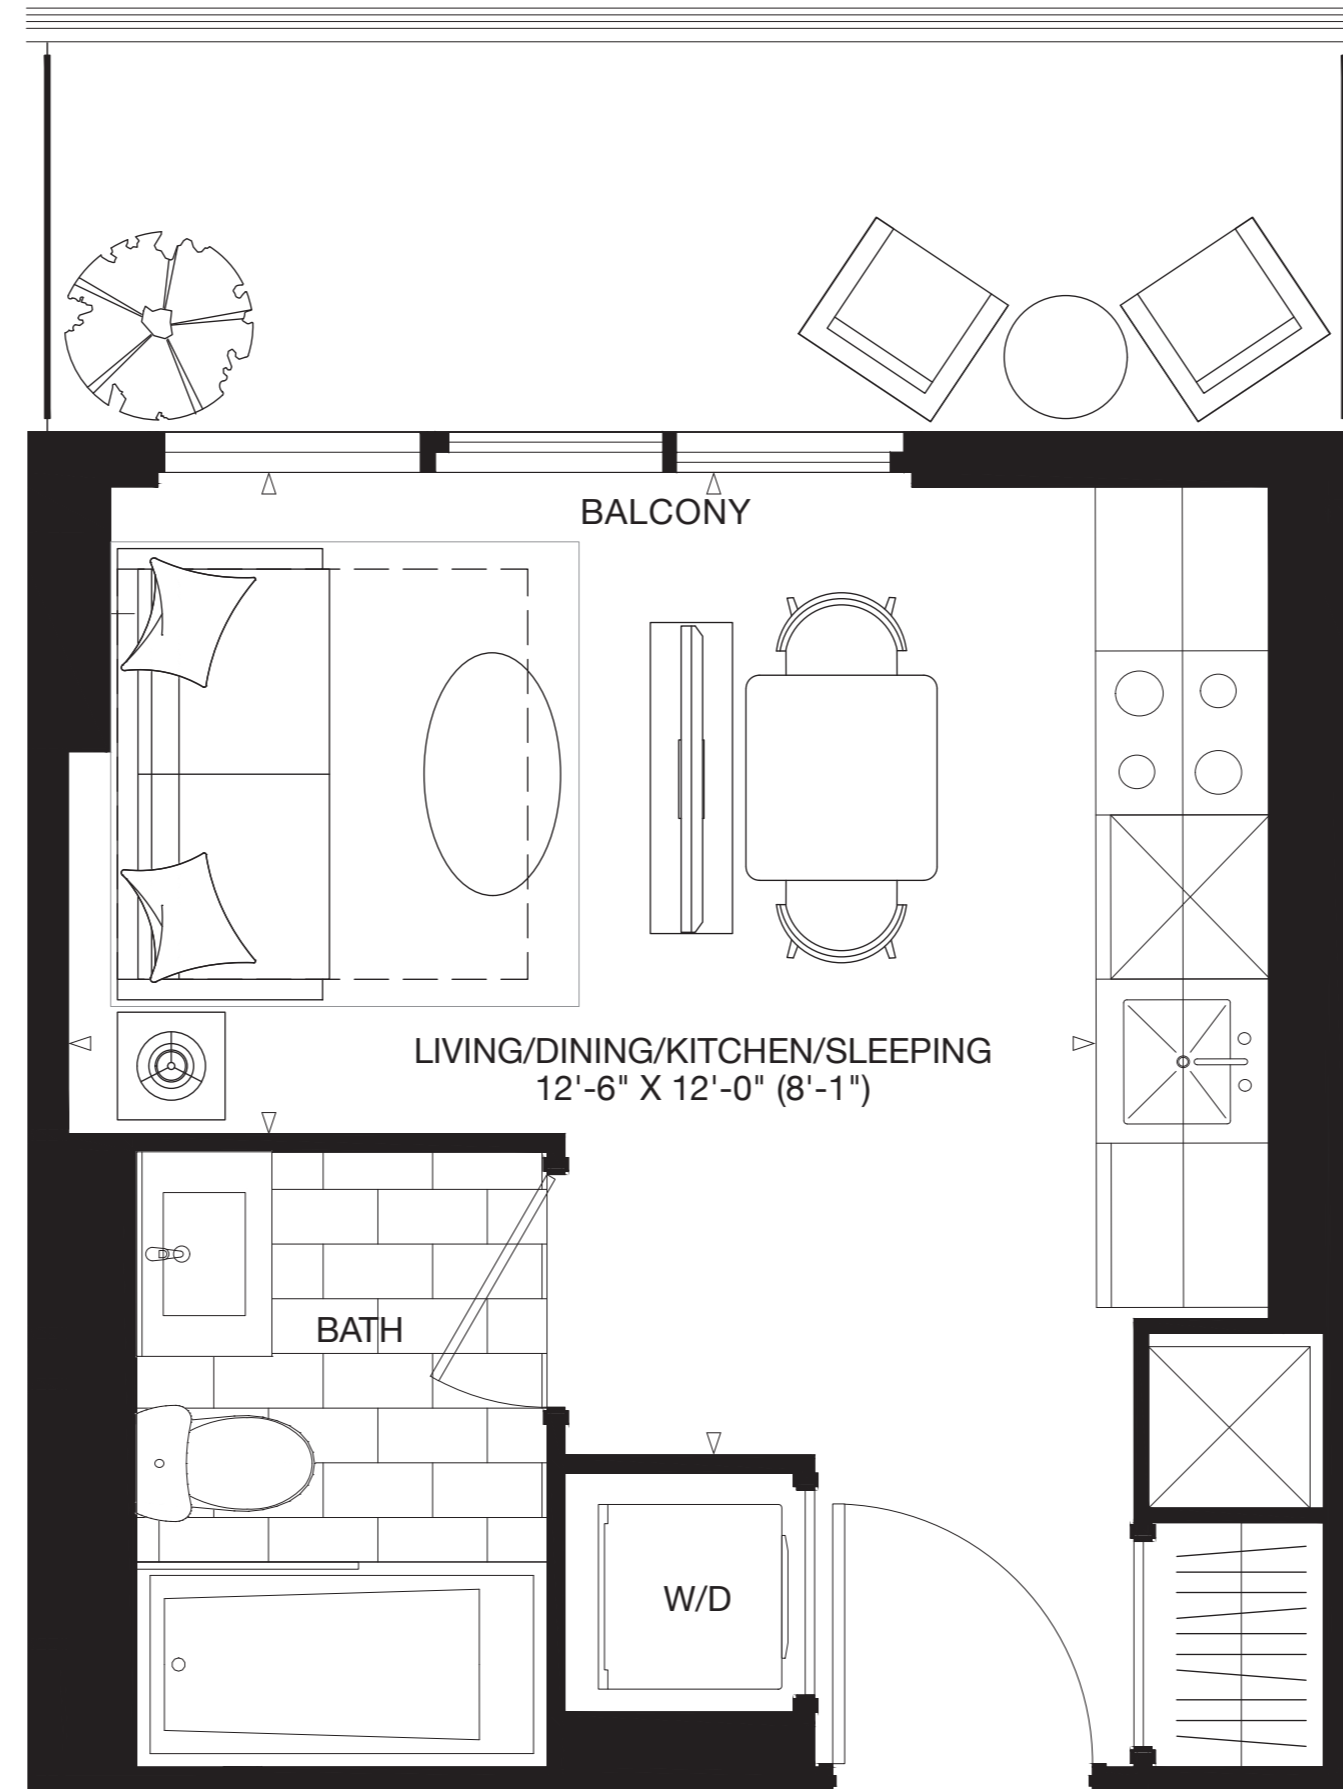 BALCONY
LIVING/DINING/KITCHEN/SLEEPING
12'-6" X 12'-0" (8'-1")
BATH
W/D